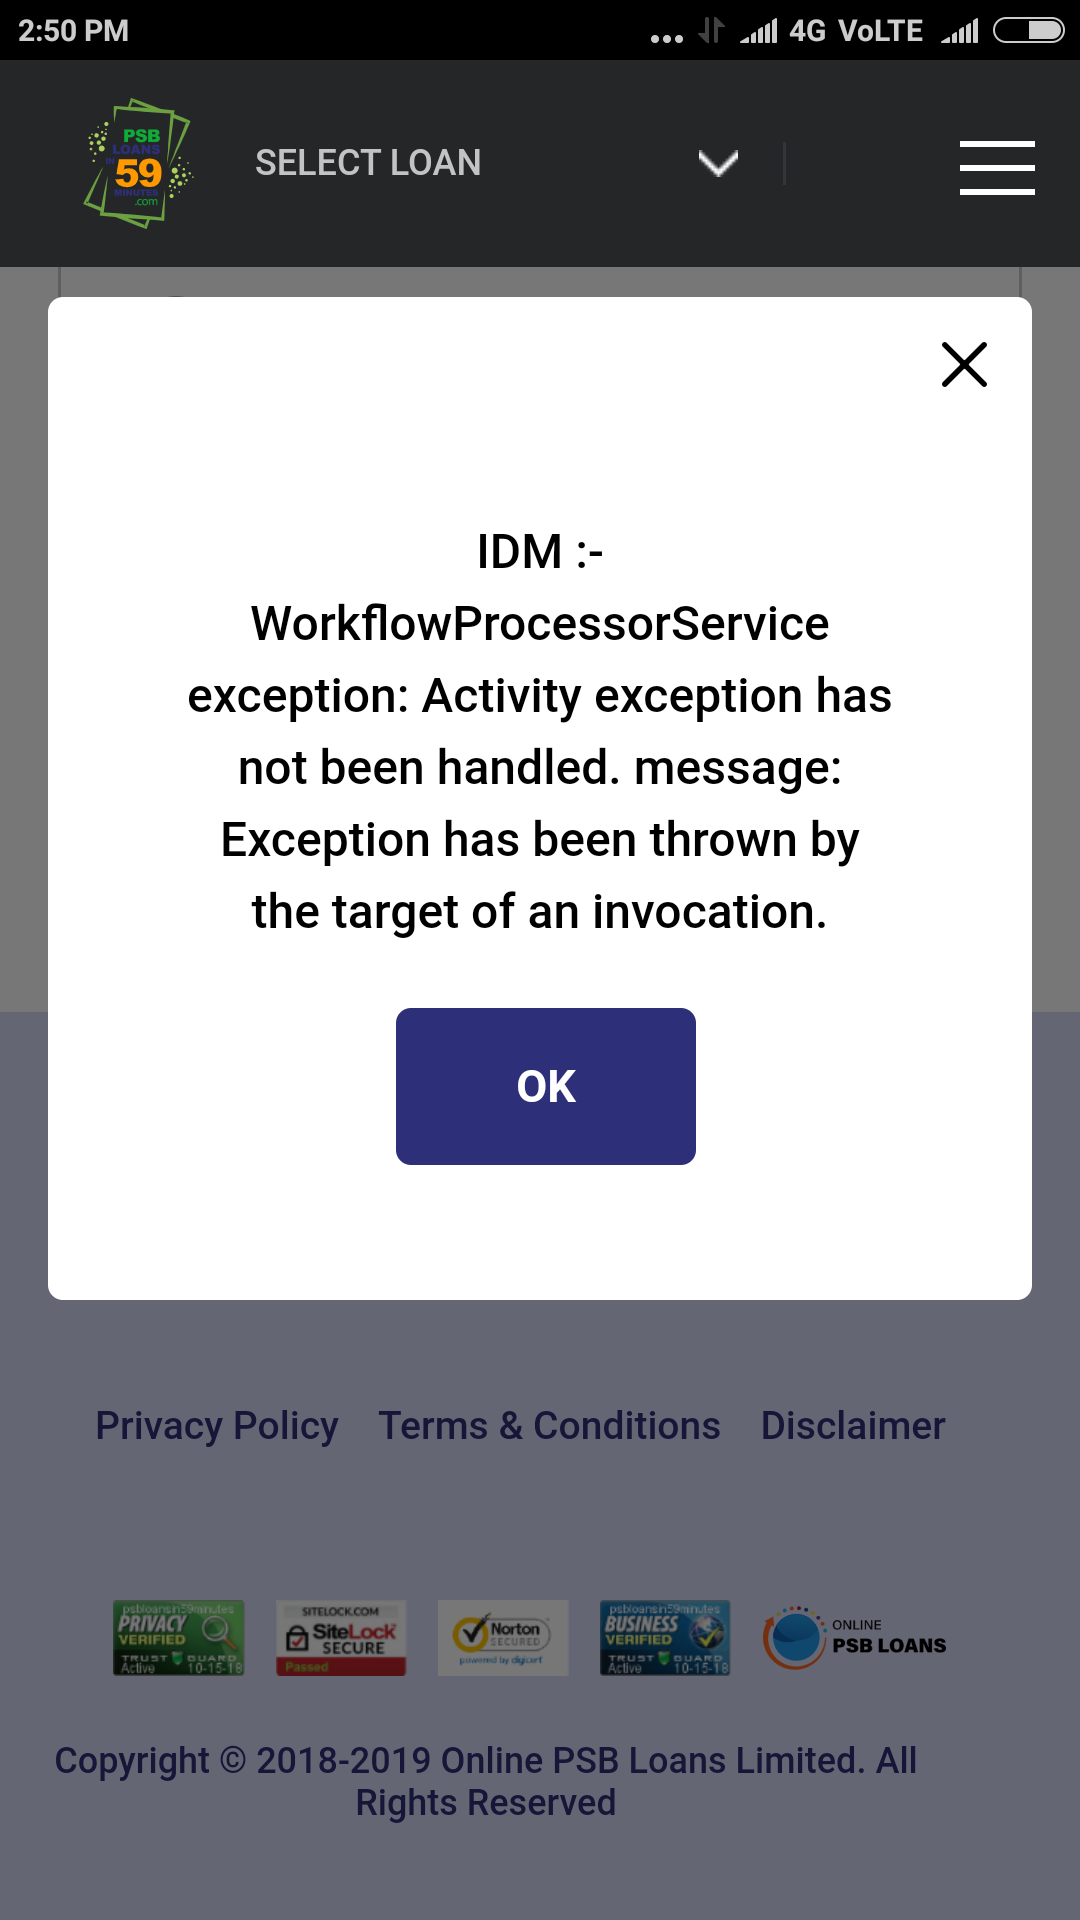 2:50 PM
4G VoLTE
PSB
LOANS
IN
59
MINUTES
.com
SELECT LOAN
IDM :-
WorkflowProcessorService
exception: Activity exception has
not been handled. message:
Exception has been thrown by
the target of an invocation.
OK
Privacy Policy Terms & Conditions Disclaimer
psbloansin59minutes
PRIVACY
VERIFIED
TRUST GUARD
Active 10-15-18
SITELOCK.COM
SiteLock
SECURE
Passed
Norton
SECURED
powered by digicert
psbloansin59minutes
BUSINESS
VERIFIED
TRUST GUARD
Active 10-15-18
ONLINE
PSB LOANS
Copyright © 2018-2019 Online PSB Loans Limited. All
Rights Reserved